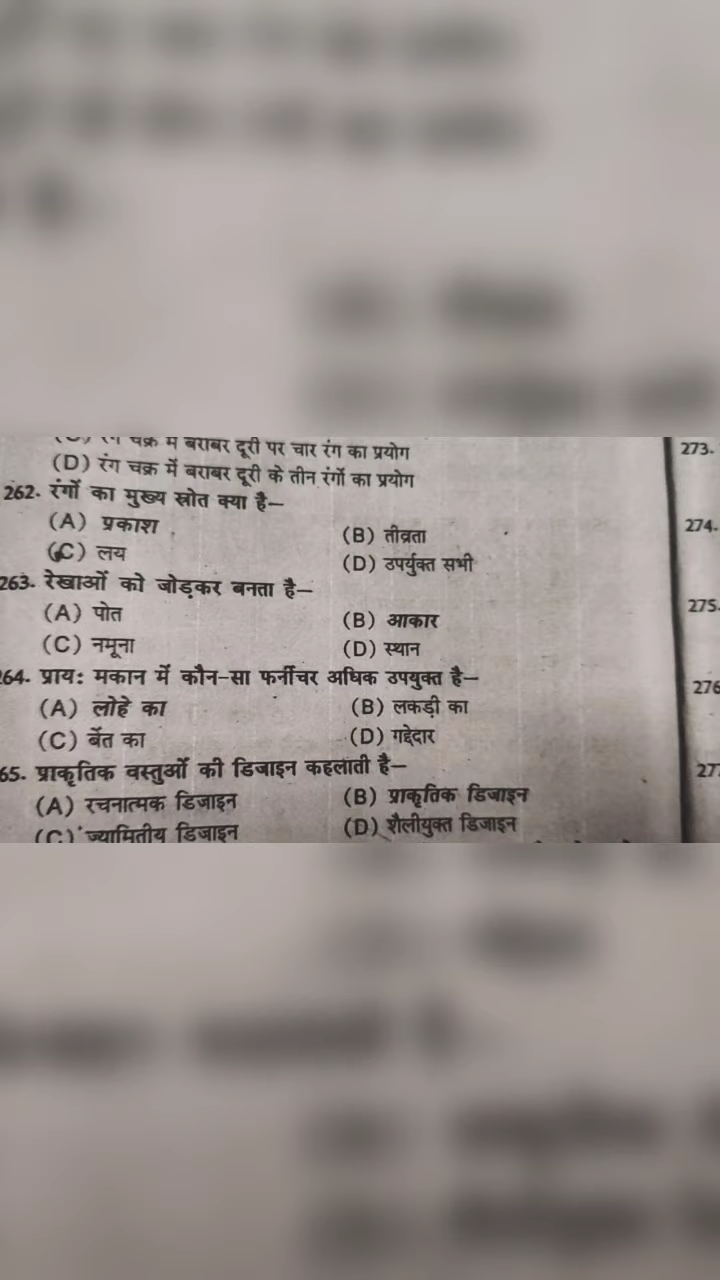 चक्र में बराबर दूरी पर चार रंग का प्रयोग
(D) रंग चक्र में बराबर दूरी के तीन रंगों का प्रयोग
262. रंगों का मुख्य स्रोत क्या है—
(A) प्रकाश
(B) तीव्रता
(C) लय
(D) उपर्युक्त सभी
263. रेखाओं को जोड़कर बनता है—
(A) पोत
(B) आकार
(C) नमूना
(D) स्थान
264. प्राय: मकान में कौन-सा फर्नीचर अधिक उपयुक्त है—
(A) लोहे का
(B) लकड़ी का
(C) बेंत का
(D) गद्देदार
65. प्राकृतिक वस्तुओं की डिजाइन कहलाती है—
(A) रचनात्मक डिजाइन
(B) प्राकृतिक डिजाइन
(C) ज्यामितीय डिजाइन
(D) शैलीयुक्त डिजाइन
273.
274.
275.
276
27